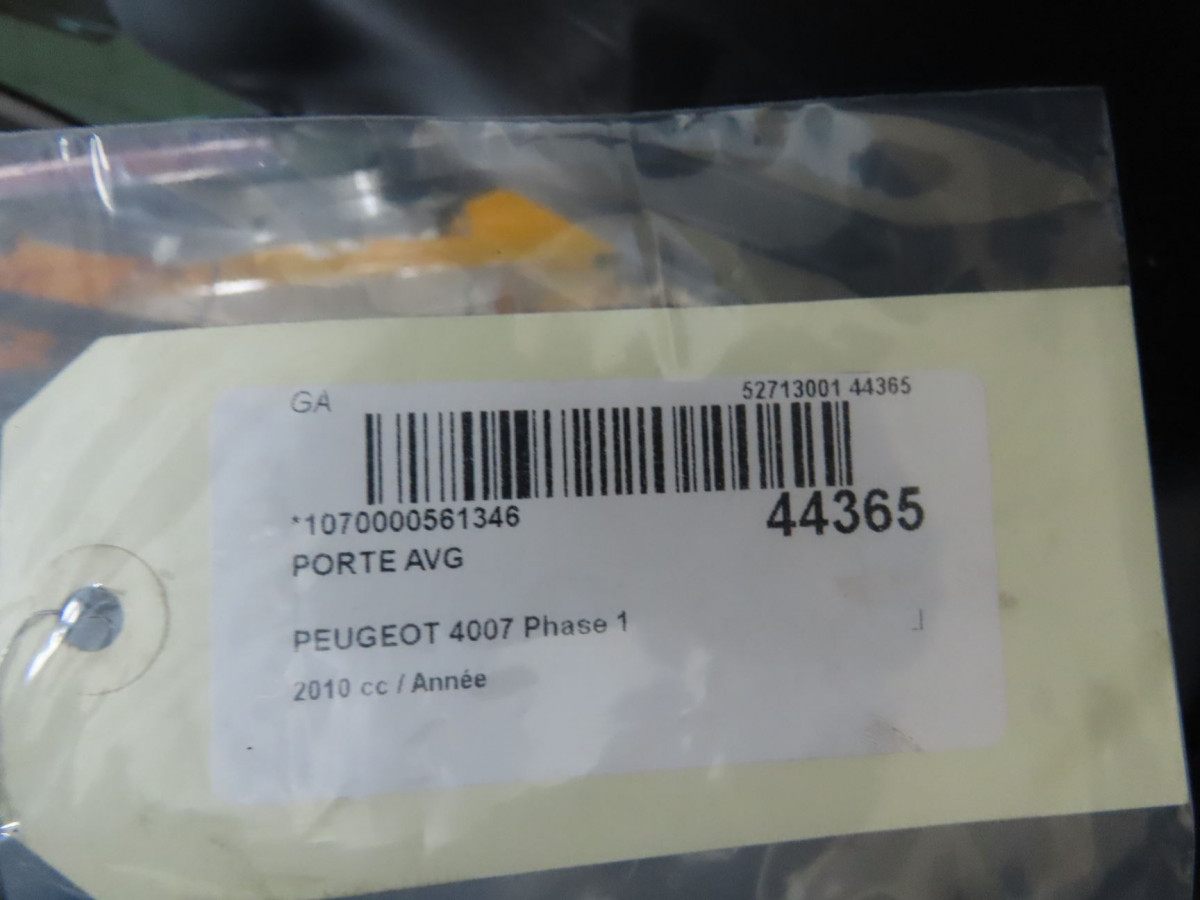 GA
52713001 44365
*1070000561346
44365
PORTE AVG
PEUGEOT 4007 Phase 1
2010 cc / Année